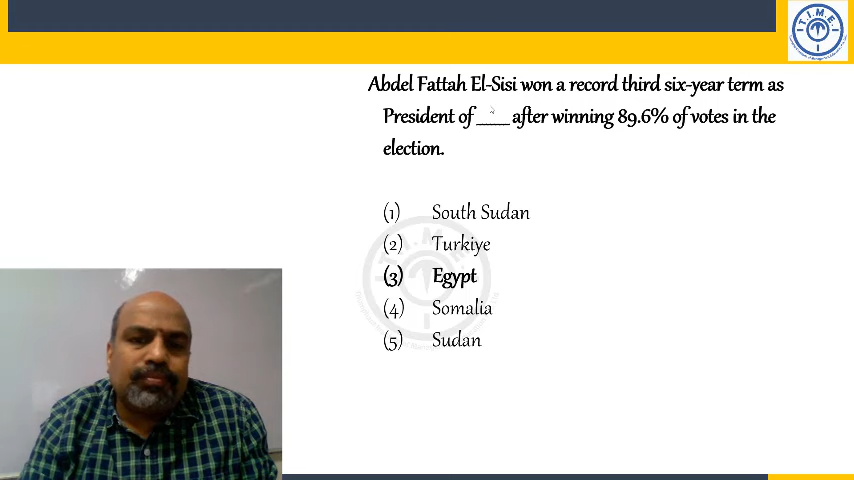 T.I.M.E.
Abdel Fattah El-Sisi won a record third six-year term as
President of _____ after winning 89.6% of votes in the
election.
(1) South Sudan
(2) Turkiye
(3) Egypt
(4) Somalia
(5) Sudan